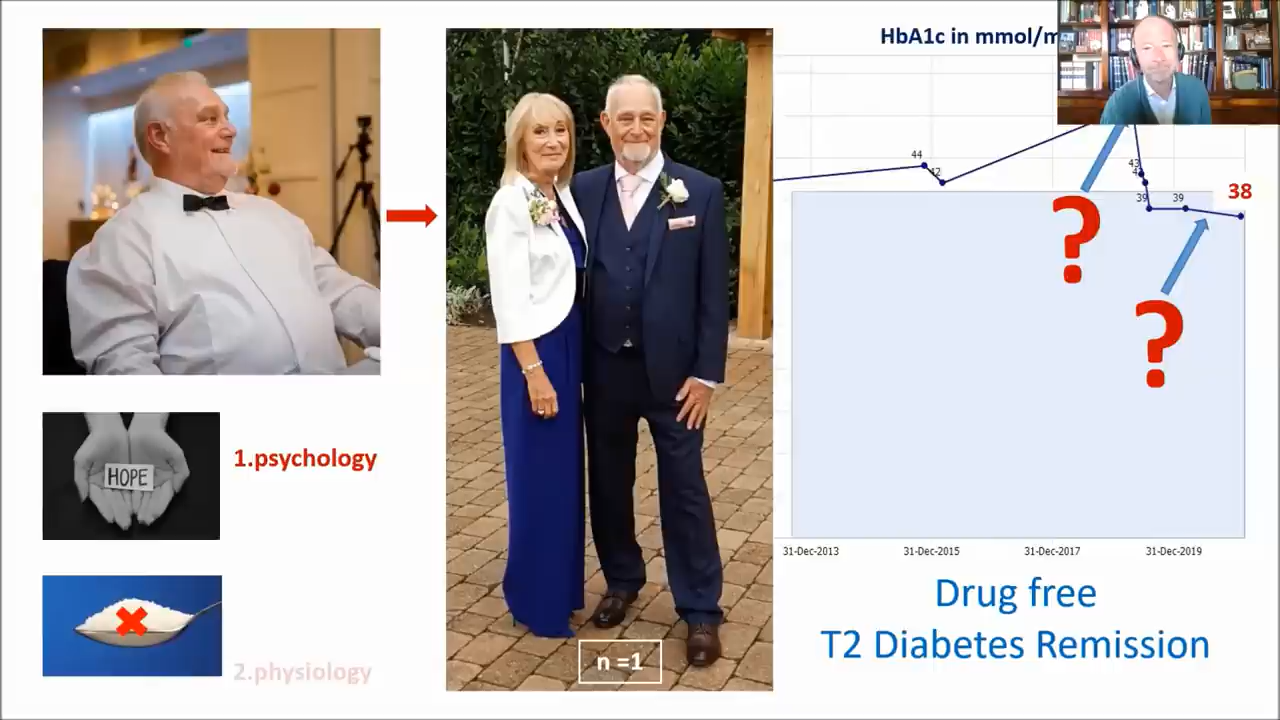 HbA1c in mmol/m
44
42
43
39
39
38
?
?
HOPE
1.psychology
2.physiology
n =1
31-Dec-2013
31-Dec-2015
31-Dec-2017
31-Dec-2019
Drug free
T2 Diabetes Remission